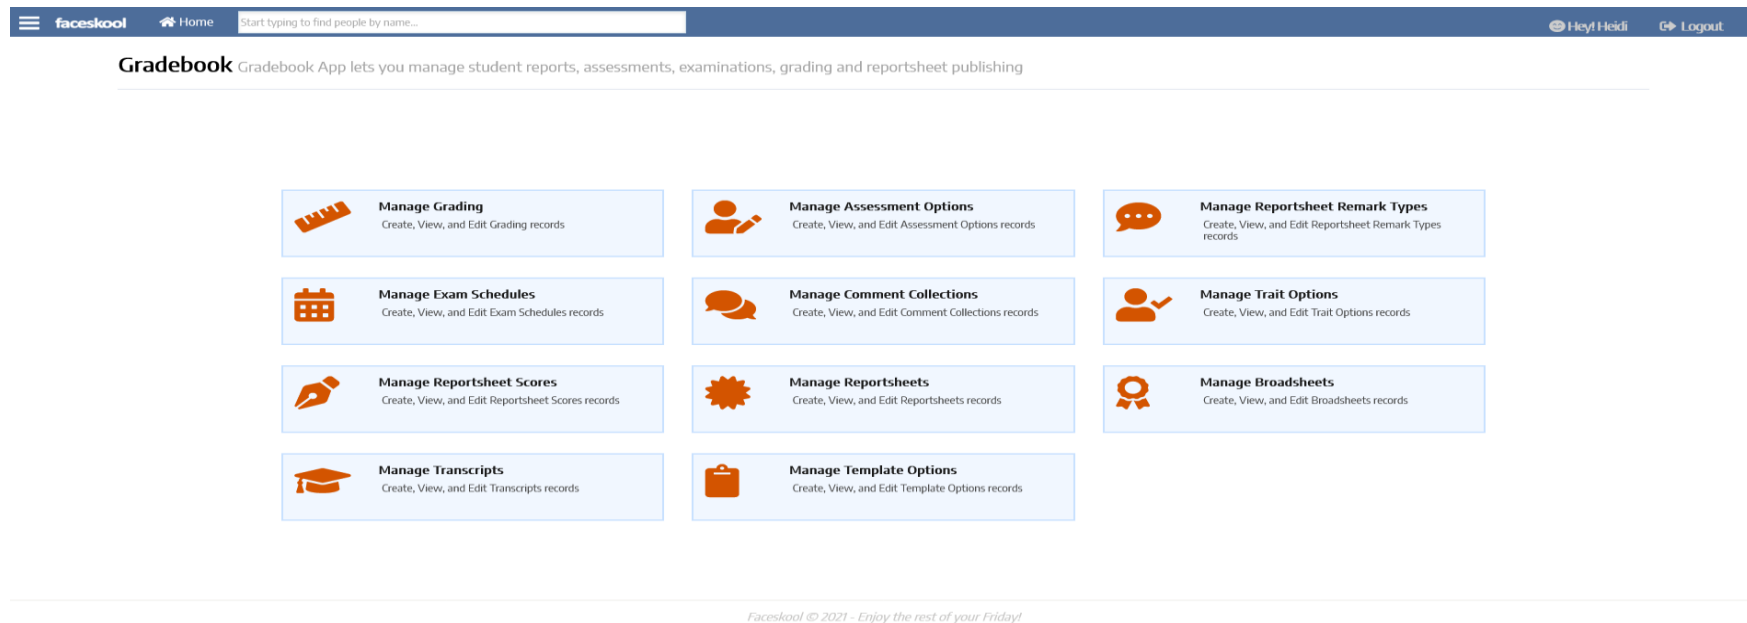 faceskool Home Start typing to find people by name... Hey! Heidi Logout
Gradebook Gradebook App lets you manage student reports, assessments, examinations, grading and reportsheet publishing
Manage Grading
Create, View, and Edit Grading records
Manage Assessment Options
Create, View, and Edit Assessment Options records
Manage Reportsheet Remark Types
Create, View, and Edit Reportsheet Remark Types
records
Manage Exam Schedules
Create, View, and Edit Exam Schedules records
Manage Comment Collections
Create, View, and Edit Comment Collections records
Manage Trait Options
Create, View, and Edit Trait Options records
Manage Reportsheet Scores
Create, View, and Edit Reportsheet Scores records
Manage Reportsheets
Create, View, and Edit Reportsheets records
Manage Broadsheets
Create, View, and Edit Broadsheets records
Manage Transcripts
Create, View, and Edit Transcripts records
Manage Template Options
Create, View, and Edit Template Options records
Faceskool © 2021 - Enjoy the rest of your Friday!